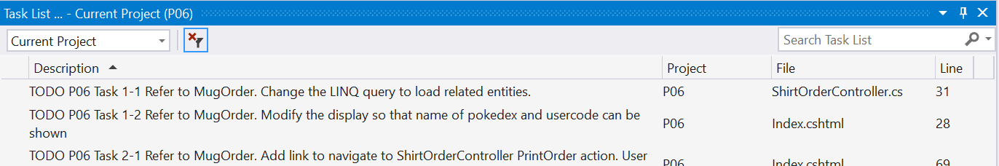 Task List ... - Current Project (P06)
Current Project
Search Task List
Description Project File Line
TODO P06 Task 1-1 Refer to MugOrder. Change the LINQ query to load related entities. P06 ShirtOrderController.cs 31
TODO P06 Task 1-2 Refer to MugOrder. Modify the display so that name of pokedex and usercode can be
shown
P06 Index.cshtml 28
TODO P06 Task 2-1 Refer to MugOrder. Add link to navigate to ShirtOrderController PrintOrder action. User
P06 Index.cshtml 69